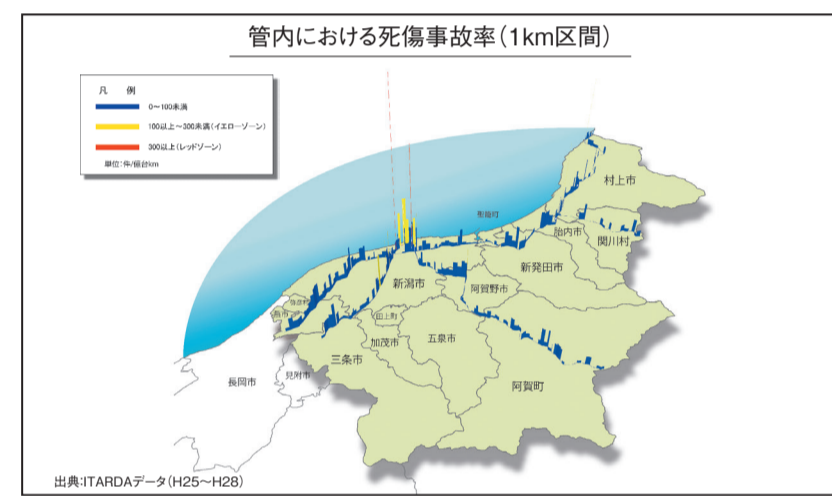 管内における死傷事故率(1km区間)
凡 例
0～100未満
100以上～300未満(イエローゾーン)
300以上(レッドゾーン)
単位:件/億台km
村上市
胎内市
関川村
新発田市
新潟市
阿賀野市
弥彦村
燕市
田上町
加茂市
五泉市
三条市
見附市
長岡市
阿賀町
出典:ITARDAデータ(H25～H28)